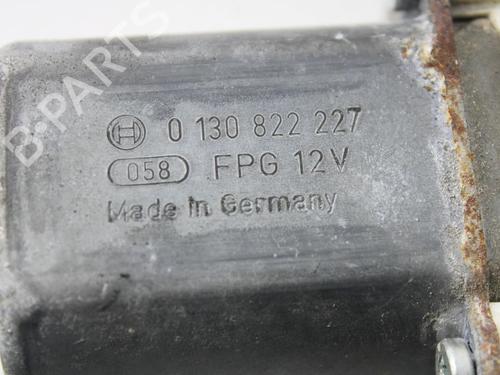 B-PARTS
0 130 822 227
058 FPG 12V
Made in Germany